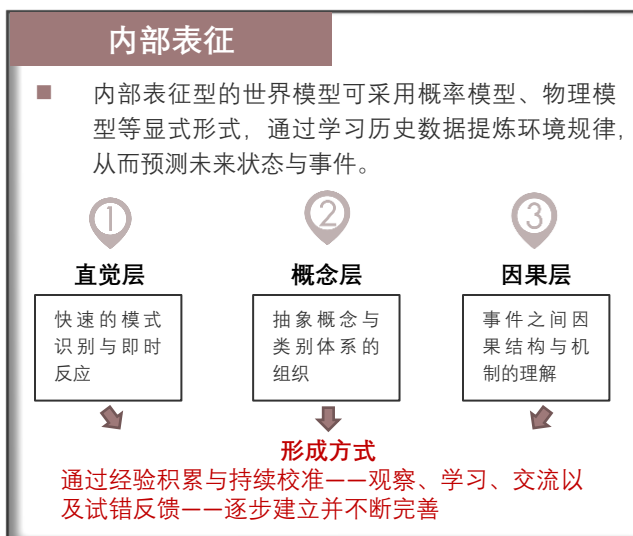 内部表征
■ 内部表征型的世界模型可采用概率模型、物理模
型等显式形式，通过学习历史数据提炼环境规律，
从而预测未来状态与事件。
1 2 3
直觉层 概念层 因果层
快速的模式
识别与即时
反应
抽象概念与
类别体系的
组织
事件之间因
果结构与机
制的理解
形成方式
通过经验积累与持续校准——观察、学习、交流以
及试错反馈——逐步建立并不断完善